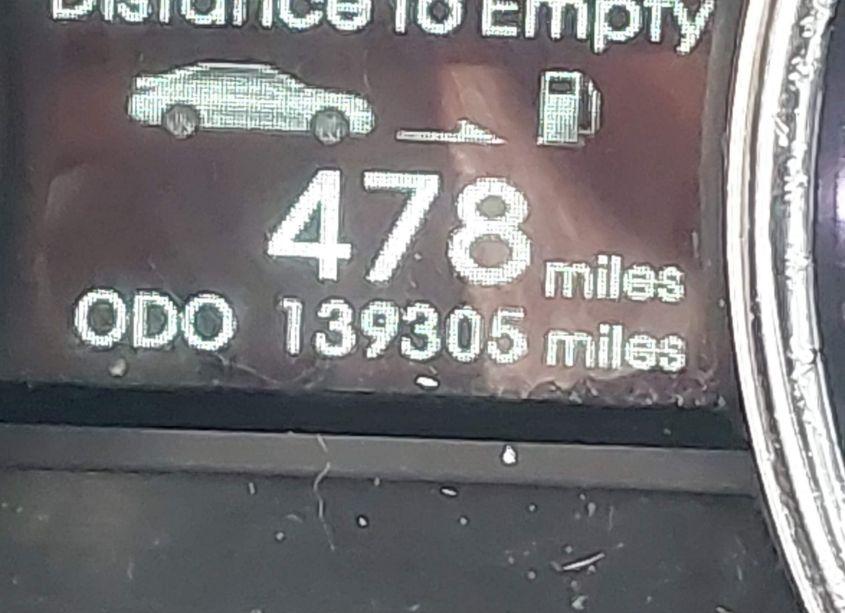 Distance to Empty
478 miles
ODO 139305 miles